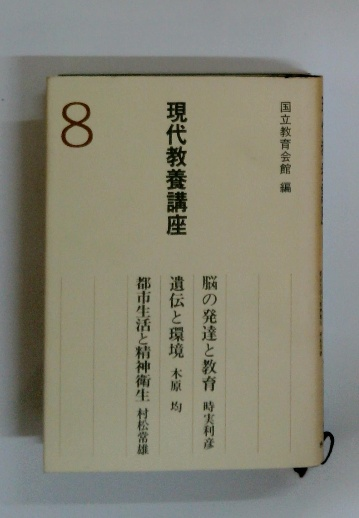 国立教育会館 編
現代教養講座
8
脳の発達と教育 時実利彦
遺伝と環境 木原 均
都市生活と精神衛生 村松常雄